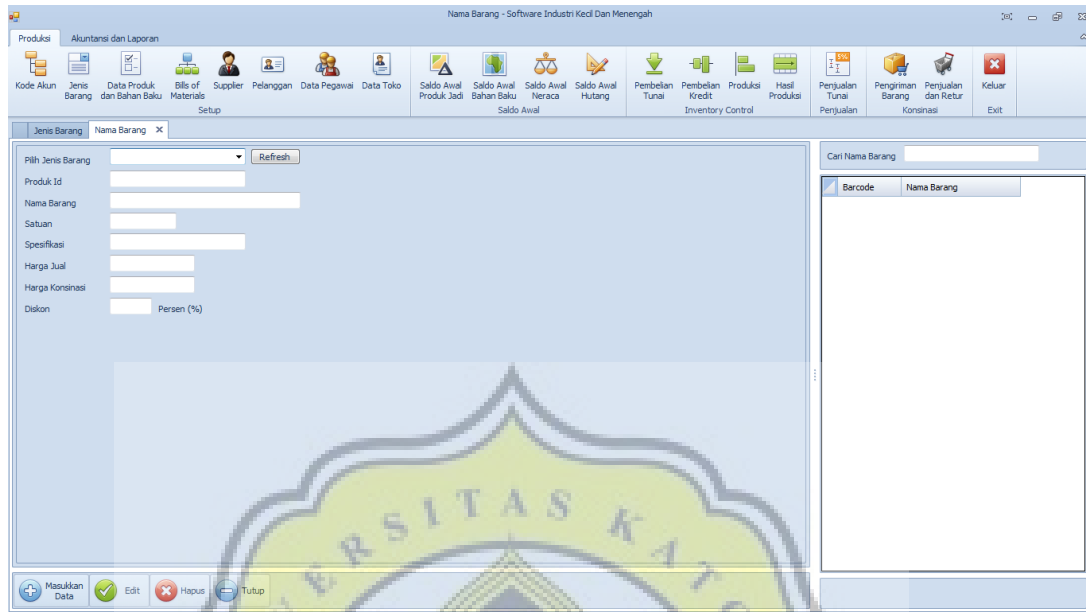 Nama Barang - Software Industri Kecil Dan Menengah
Produksi Akuntansi dan Laporan
Kode Akun Jenis Barang Data Produk dan Bahan Baku Bills of Materials Supplier Pelanggan Data Pegawai Data Toko Saldo Awal Produk Jadi Saldo Awal Bahan Baku Saldo Awal Neraca Saldo Awal Hutang Pembelian Tunai Pembelian Kredit Produksi Hasil Produksi Penjualan Tunai Pengiriman Barang Penjualan dan Retur Keluar
Setup Saldo Awal Inventory Control Penjualan Konsinasi Exit
Jenis Barang Nama Barang
Pilih Jenis Barang Refresh
Produk Id
Nama Barang
Satuan
Spesifikasi
Harga Jual
Harga Konsinasi
Diskon Persen (%)
Cari Nama Barang
Barcode Nama Barang
ERSITAS KATO
Masukkan Data Edit Hapus Tutup